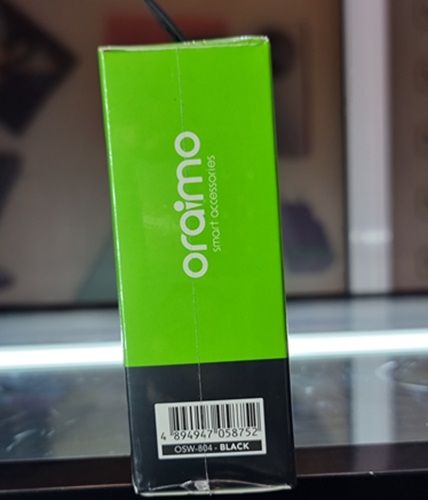 oraimo
smart accessories
4 894947 058752
OSW-804 - BLACK